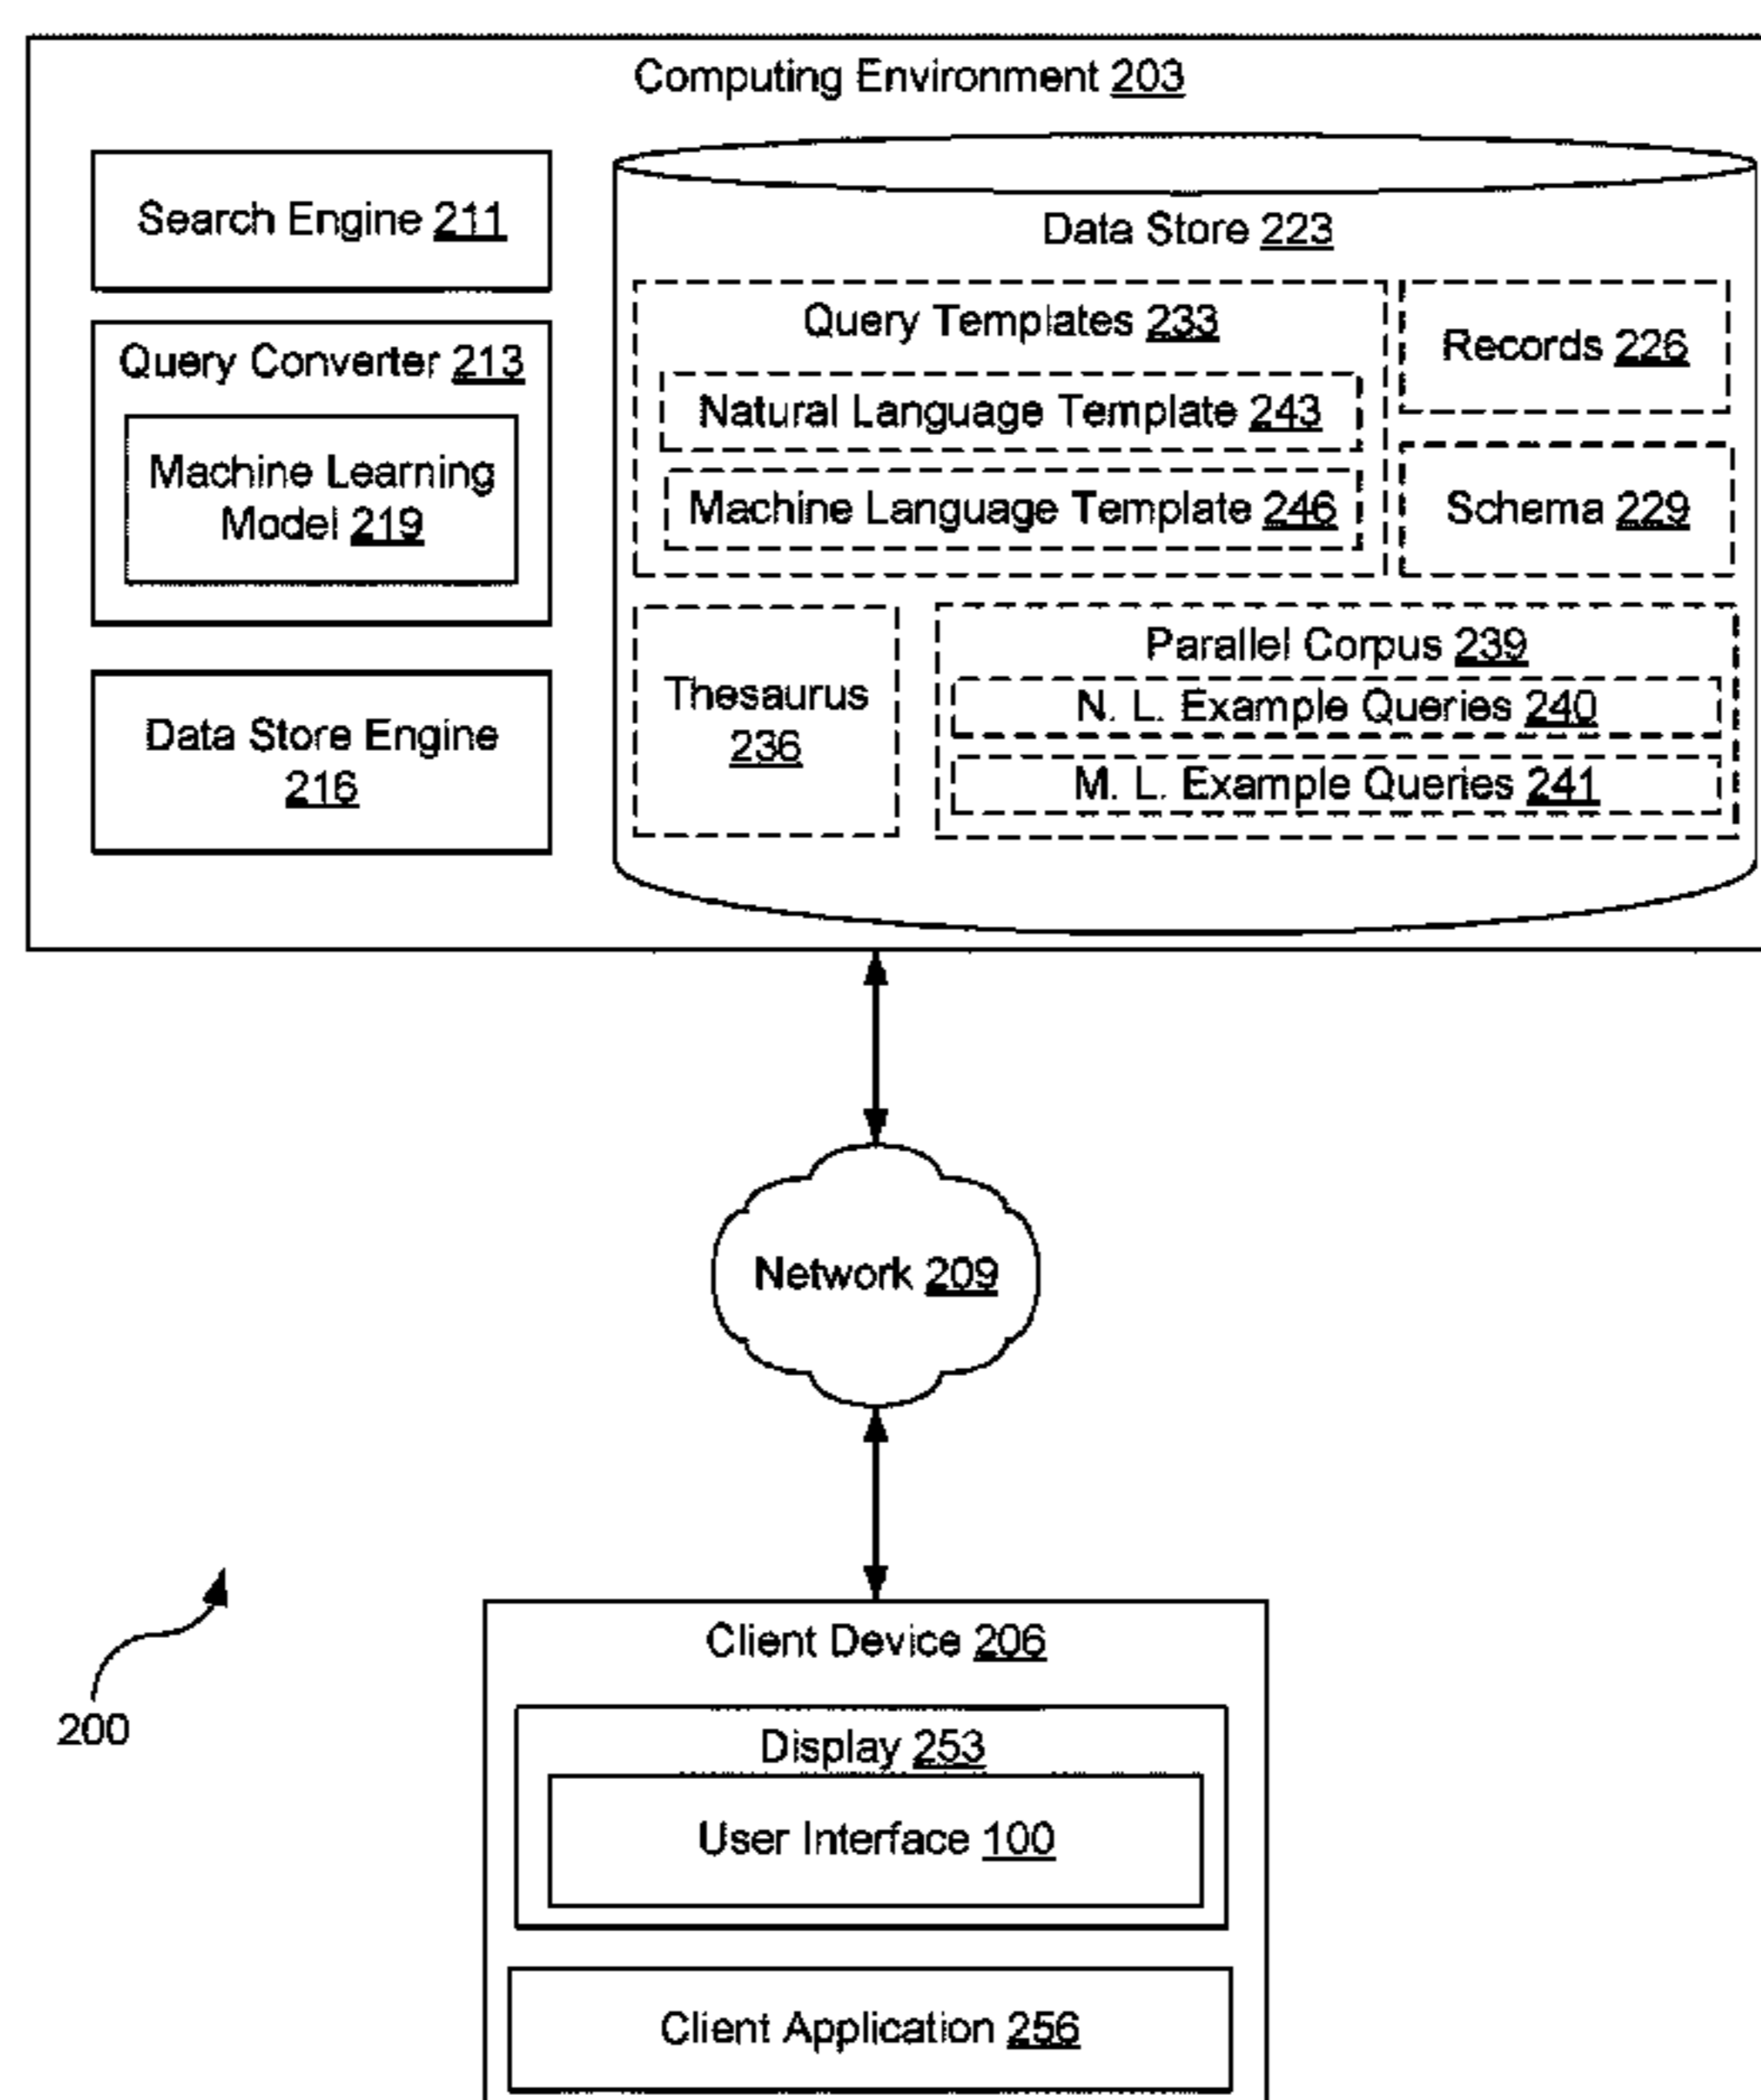 Computing Environment 203
Search Engine 211
Query Converter 213
Machine Learning
Model 219
Data Store Engine
216
Data Store 223
Query Templates 233
Natural Language Template 243
Machine Language Template 246
Records 226
Schema 229
Thesaurus
236
Parallel Corpus 239
N. L. Example Queries 240
M. L. Example Queries 241
Network 209
200
Client Device 206
Display 253
User Interface 100
Client Application 256